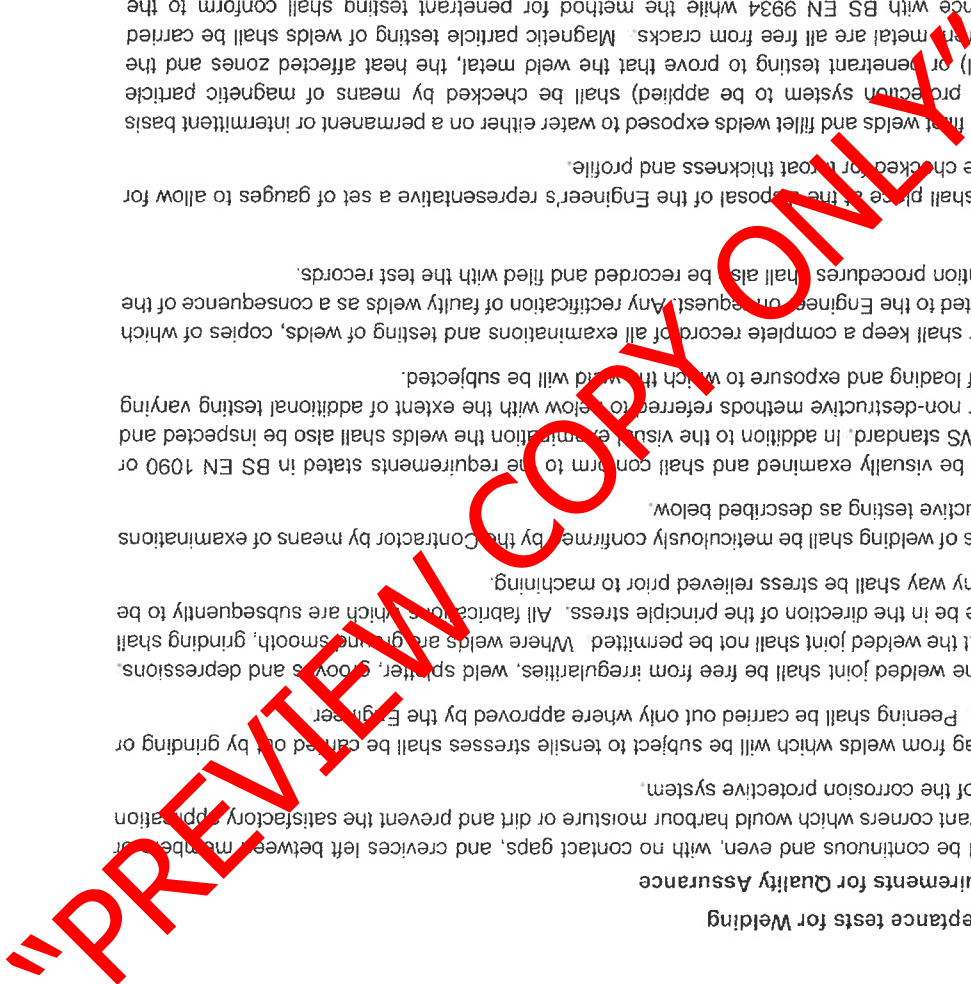 eptance tests for Welding
uirements for Quality Assurance
l be continuous and even, with no contact gaps, and crevices left between members or
rant corners which would harbour moisture or dirt and prevent the satisfactory application
of the corrosion protective system.
ag from welds which will be subject to tensile stresses shall be carried out by grinding or
Peening shall be carried out only where approved by the Engineer.
he welded joint shall be free from irregularities, weld splatter, grooves and depressions.
t the welded joint shall not be permitted Where welds are ground smooth, grinding shall
e be in the direction of the principle stress. All fabrications which are subsequently to be
ny way shall be stress relieved prior to machining.
s of welding shall be meticulously confirmed by the Contractor by means of examinations
uctive testing as described below.
be visually examined and shall conform to the requirements stated in BS EN 1090 or
WS standard. In addition to the visual examination the welds shall also be inspected and
r non-destructive methods referred to below with the extent of additional testing varying
f loading and exposure to which the weld will be subjected.
r shall keep a complete record of all examinations and testing of welds, copies of which
ted to the Engineer on request. Any rectification of faulty welds as a consequence of the
ition procedures shall also be recorded and filed with the test records.
shall place at the disposal of the Engineer's representative a set of gauges to allow for
e checked for throat thickness and profile.
fillet welds and fillet welds exposed to water either on a permanent or intermittent basis
protection system to be applied) shall be checked by means of magnetic particle
l) or penetrant testing to prove that the weld metal, the heat affected zones and the
metal are all free from cracks. Magnetic particle testing of welds shall be carried
nce with BS EN 9934 while the method for penetrant testing shall conform to the
"PREVIEW COPY ONLY"